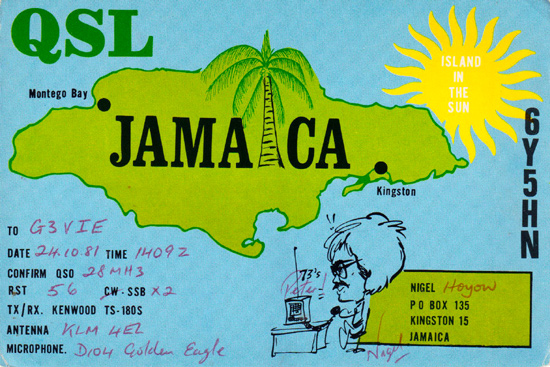 QSL
ISLAND
IN
THE
SUN
Montego Bay
JAMAICA
Kingston
6Y5HN
TO G3VIE
DATE 24.10.81 TIME 1409Z
CONFIRM QSO 28MH3
RST 56 CW-SSB X2
TX/RX. KENWOOD TS-180S
ANTENNA KLM 4EL
MICROPHONE. D104 Golden Eagle
73's
Peter!
Nigel
NIGEL Hoyow
P O BOX 135
KINGSTON 15
JAMAICA